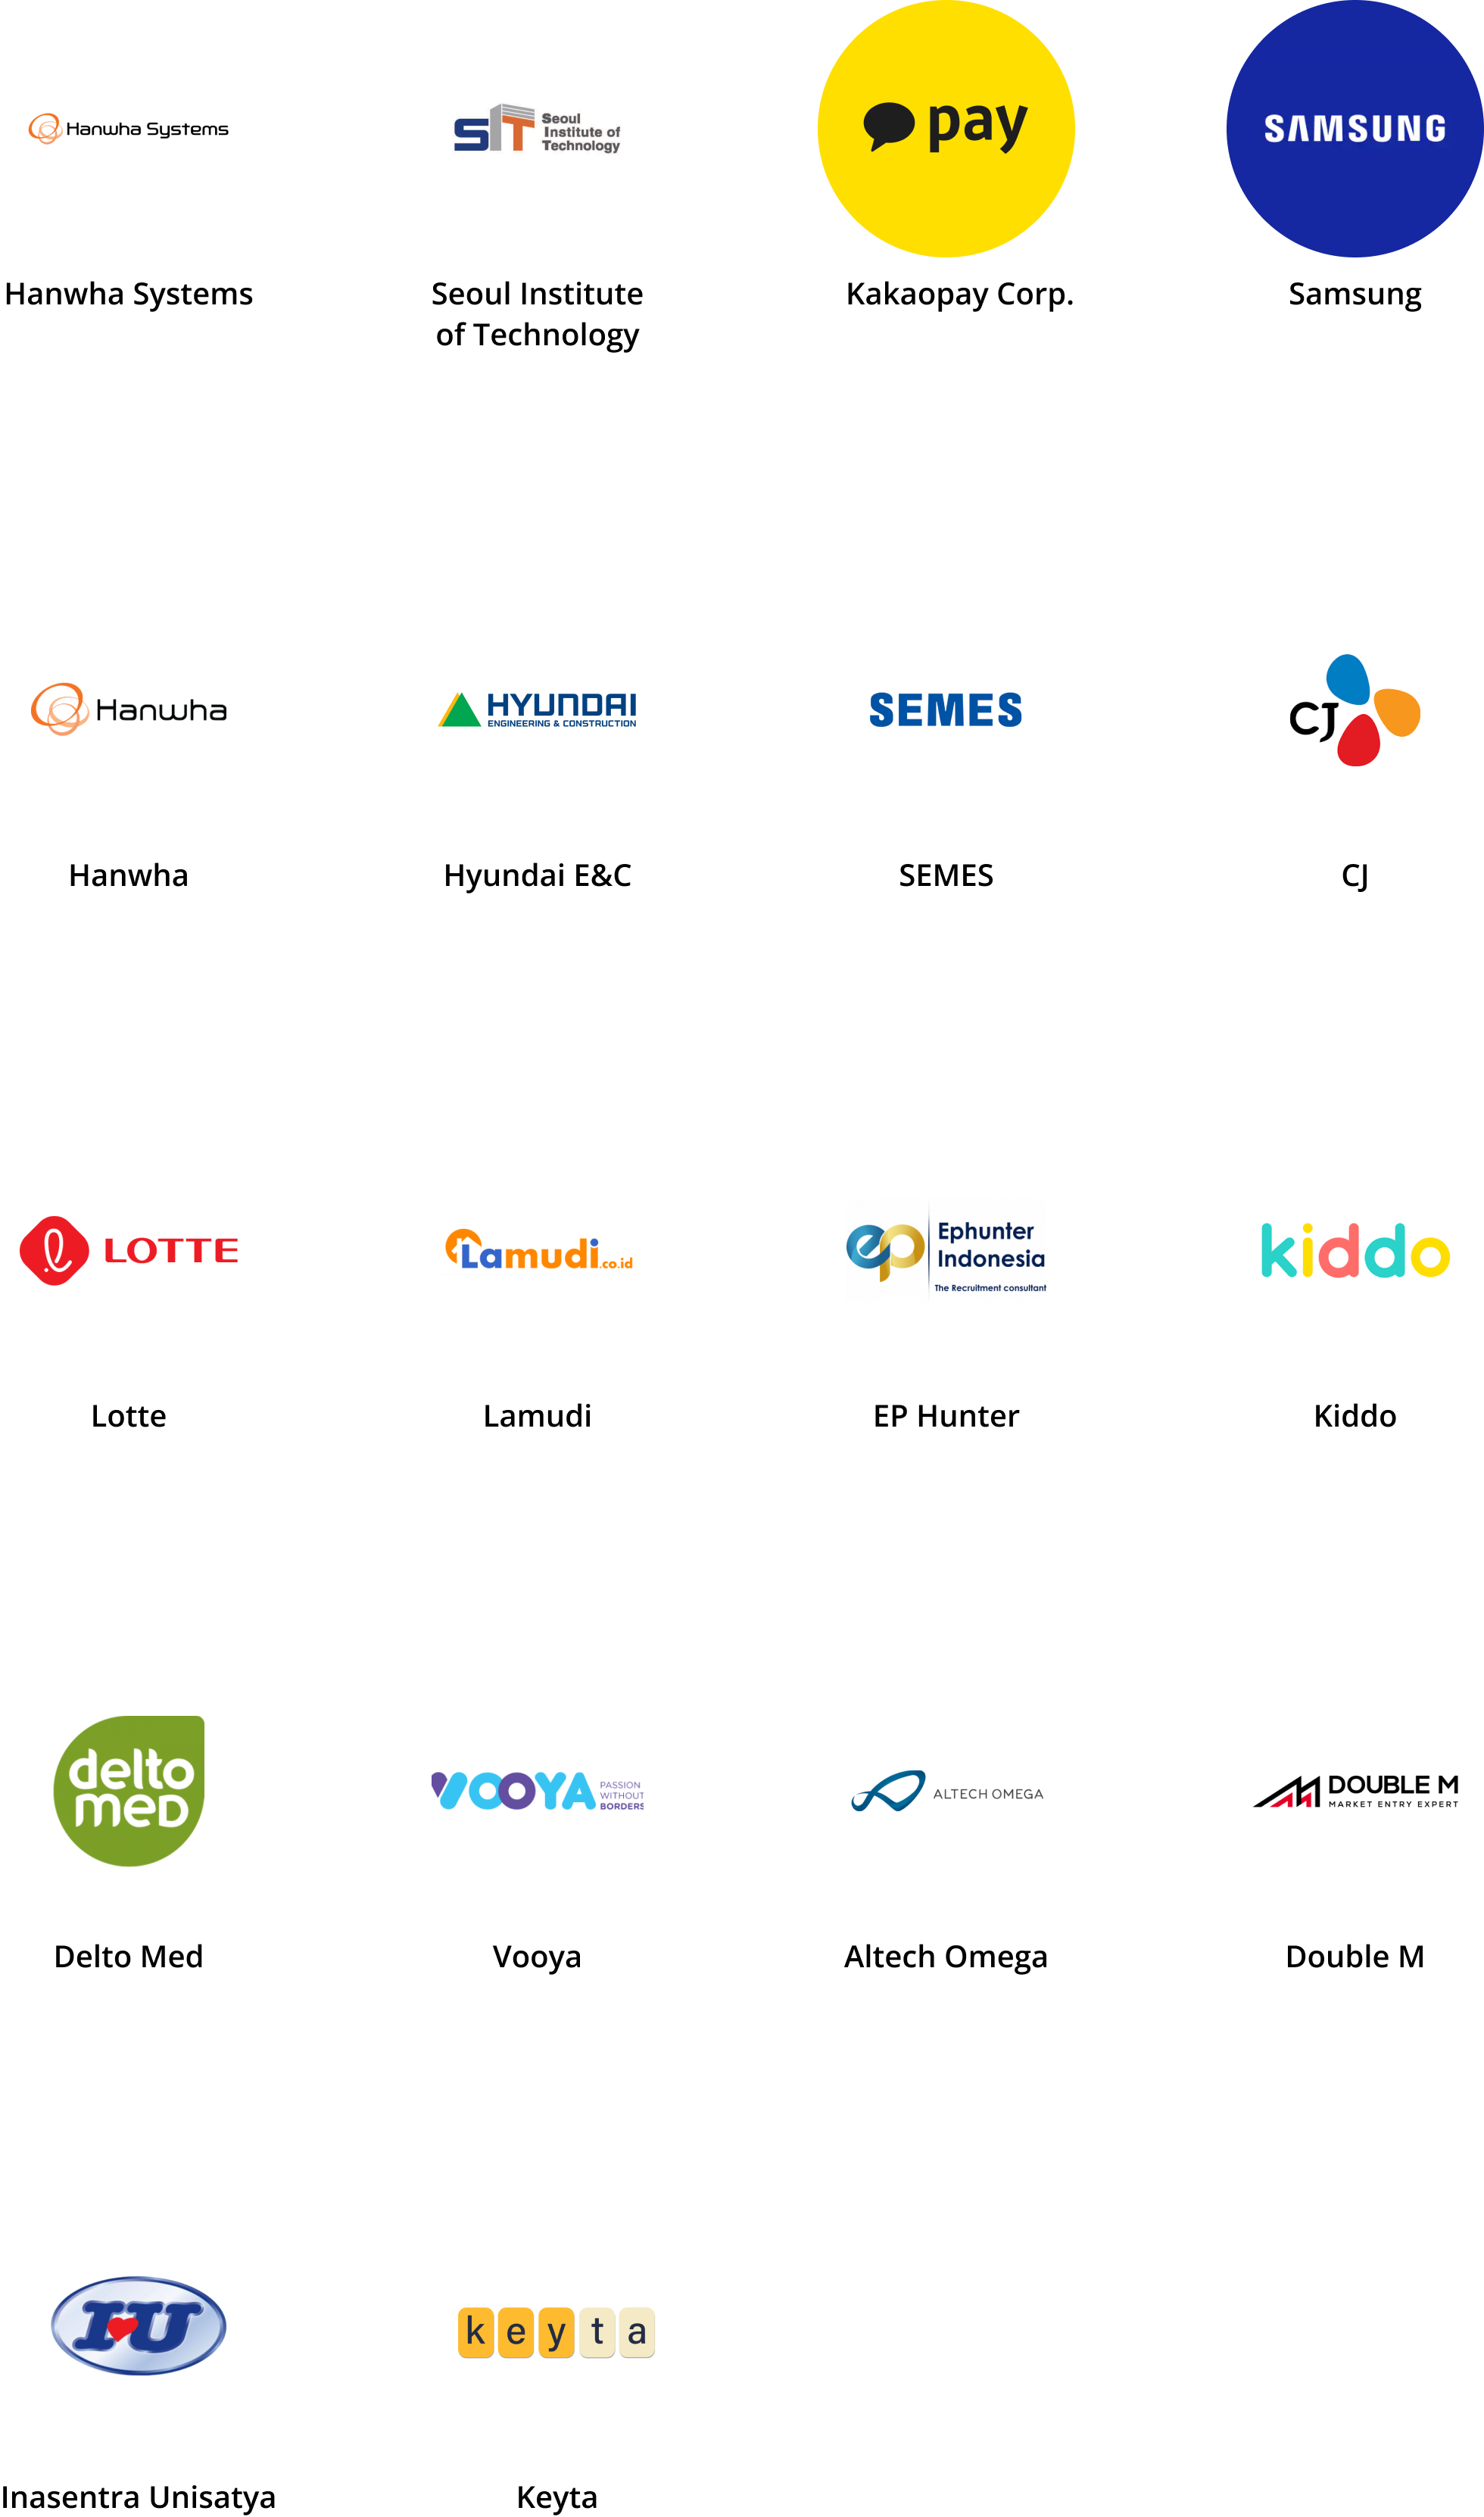 Hanwha Systems
Seoul
Institute of
Technology
SIT
pay
SAMSUNG
Hanwha Systems
Seoul Institute
of Technology
Kakaopay Corp.
Samsung
Hanwha
HYUNDAI
ENGINEERING & CONSTRUCTION
SEMES
CJ
Hanwha
Hyundai E&C
SEMES
CJ
LOTTE
Lamudi.co.id
ep
Ephunter
Indonesia
The Recruitment consultant
kiddo
Lotte
Lamudi
EP Hunter
Kiddo
delto
med
VOOYA
PASSION
WITHOUT
BORDERS
ALTECH OMEGA
DOUBLE M
MARKET ENTRY EXPERT
Delto Med
Vooya
Altech Omega
Double M
IU
keyta
Inasentra Unisatya
Keyta